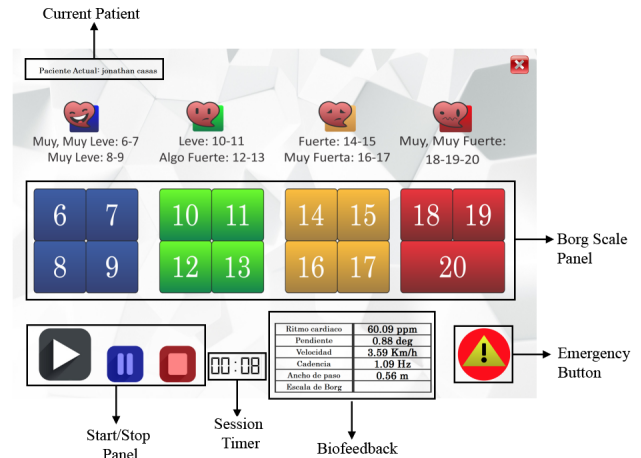 Current Patient
Paciente Actual: jonathan casas
Muy, Muy Leve: 6-7
Muy Leve: 8-9
Leve: 10-11
Algo Fuerte: 12-13
Fuerte: 14-15
Muy Fuerta: 16-17
Muy, Muy Fuerte:
18-19-20
6 7 10 11 14 15 18 19
8 9 12 13 16 17 20
Borg Scale
Panel
00:08
Ritmo cardiaco 60.09 ppm
Pendiente 0.88 deg
Velocidad 3.59 Km/h
Cadencia 1.09 Hz
Ancho de paso 0.56 m
Escala de Borg
Emergency
Button
Start/Stop
Panel
Session
Timer
Biofeedback